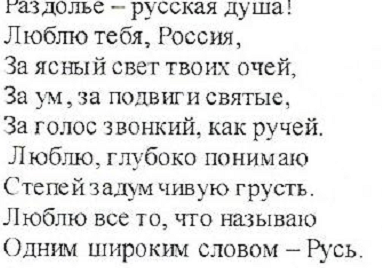 Раздолье – русская душа!
Люблю тебя, Россия,
За ясный свет твоих очей,
За ум, за подвиги святые,
За голос звонкий, как ручей.
Люблю, глубоко понимаю
Степей задумчивую грусть.
Люблю все то, что называю
Одним широким словом – Русь.